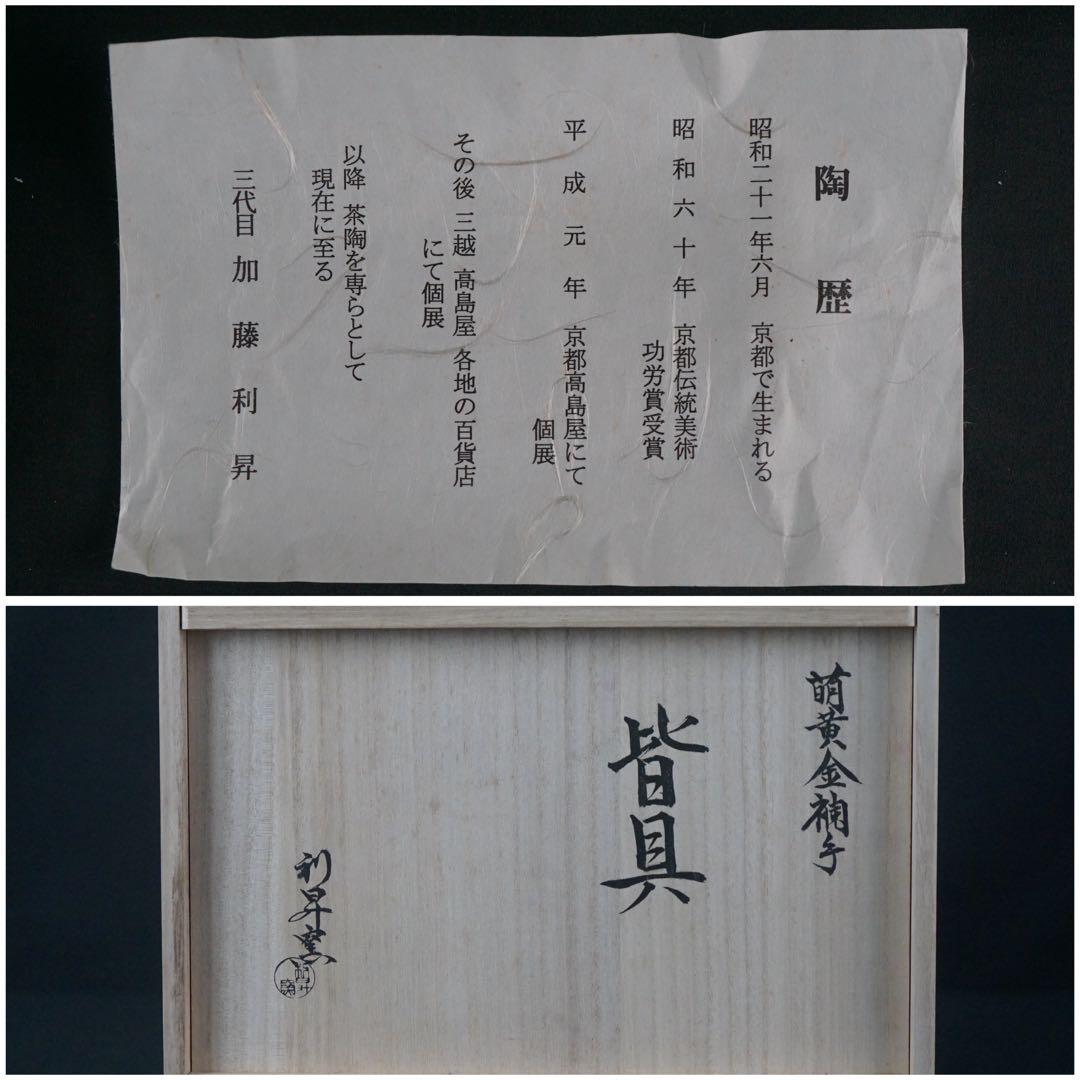 陶歴
昭和二十一年六月 京都で生まれる
昭和六十年 京都伝統美術
功労賞受賞
平成元年 京都高島屋にて
個展
その後 三越 高島屋 各地の百貨店
にて個展
以降 茶陶を専らとして
現在に至る
三代目 加藤利昇
萌黄金襴手
皆具
利昇窯